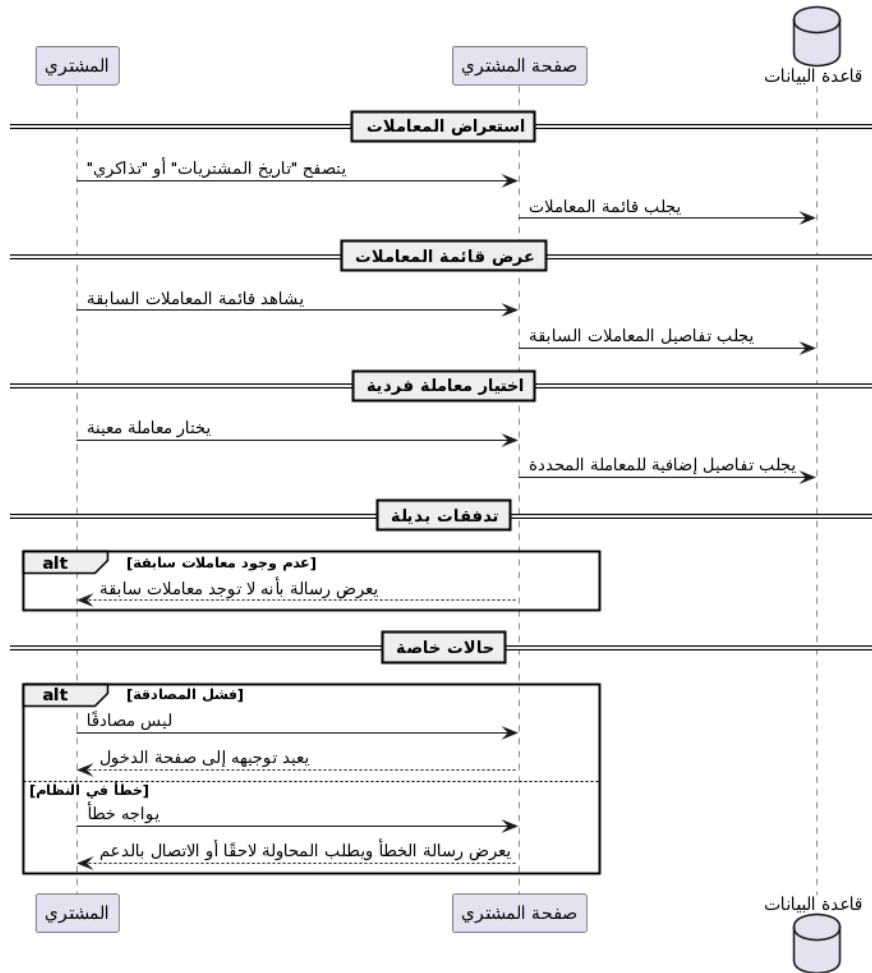 قاعدة البيانات
المشتري
صفحة المشتري
استعراض المعاملات
يتصفح "تاريخ المشتريات" أو "تذاكري"
يجلب قائمة المعاملات
عرض قائمة المعاملات
يشاهد قائمة المعاملات السابقة
يجلب تفاصيل المعاملات السابقة
اختيار معاملة فردية
يختار معاملة معينة
يجلب تفاصيل إضافية للمعاملة المحددة
تدفقات بديلة
alt [عدم وجود معاملات سابقة]
يعرض رسالة بأنه لا توجد معاملات سابقة
حالات خاصة
alt [فشل المصادقة]
ليس مصادقًا
يعيد توجيهه إلى صفحة الدخول
[خطأ في النظام]
يواجه خطأ
يعرض رسالة الخطأ ويطلب المحاولة لاحقًا أو الاتصال بالدعم
المشتري
صفحة المشتري
قاعدة البيانات